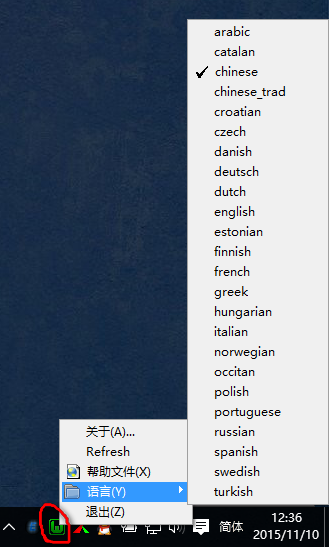 arabic
catalan
chinese
chinese_trad
croatian
czech
danish
deutsch
dutch
english
estonian
finnish
french
greek
hungarian
italian
norwegian
occitan
polish
portuguese
russian
spanish
swedish
turkish
关于(A)...
Refresh
帮助文件(X)
语言(Y)
退出(Z)
简体
12:36
2015/11/10